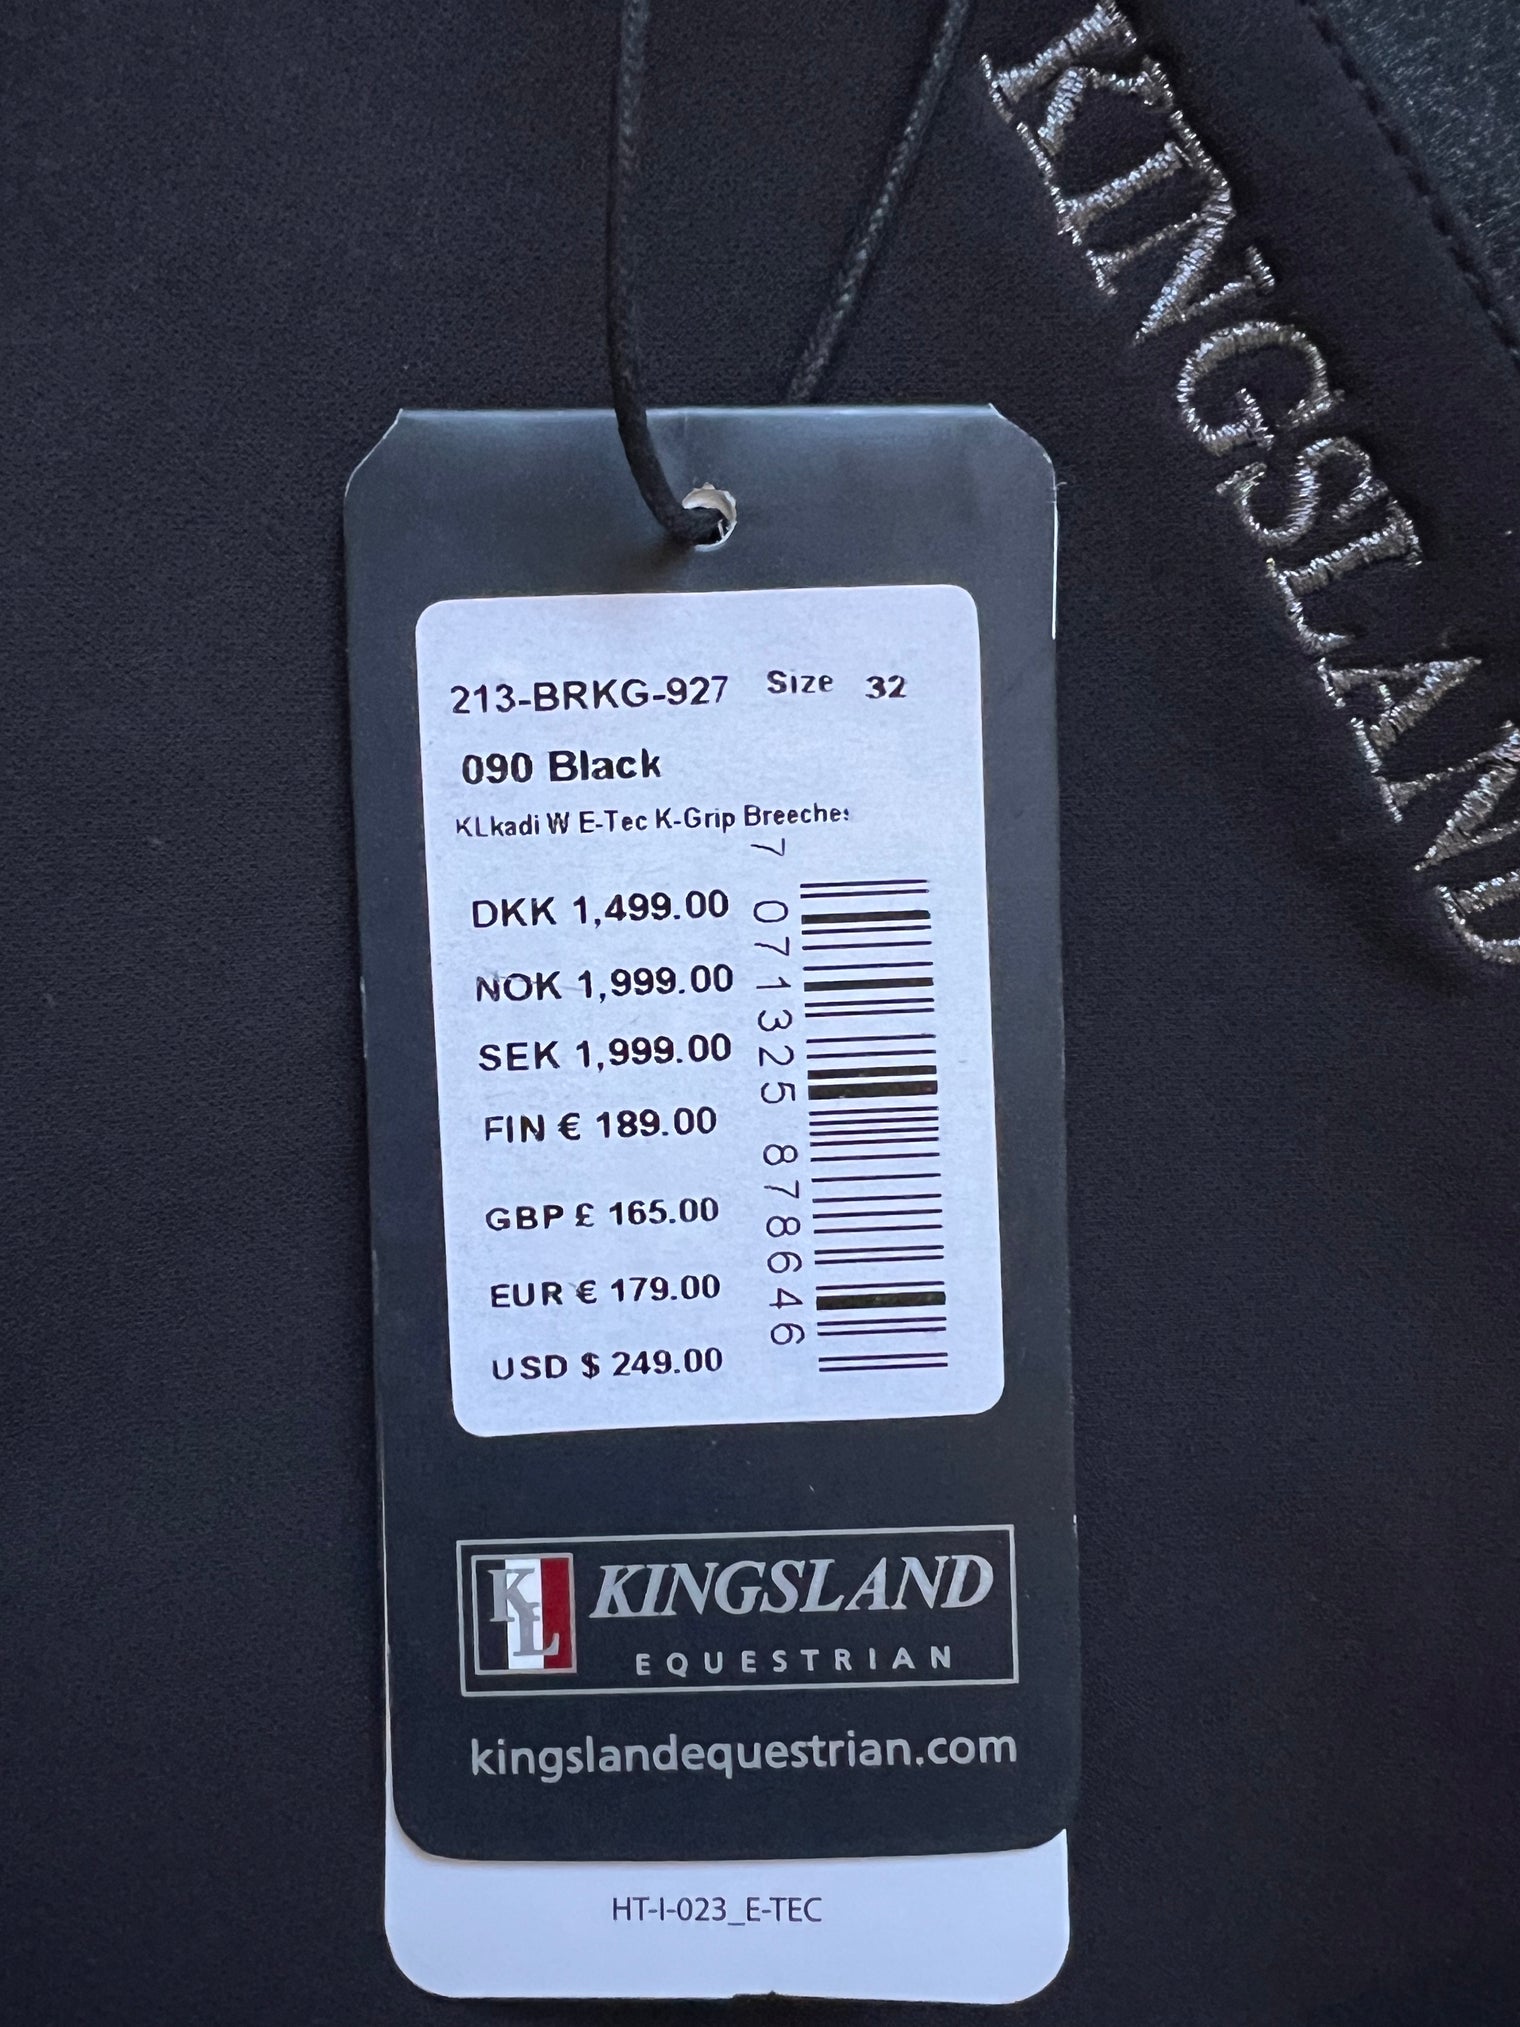 KINGSLAND
213-BRKG-927 Size 32
090 Black
KLkadi W E-Tec K-Grip Breeches
DKK 1,499.00
NOK 1,999.00
SEK 1,999.00
FIN € 189.00
GBP £ 165.00
EUR € 179.00
USD $ 249.00
7 071325 878646
KL KINGSLAND
EQUESTRIAN
kingslandequestrian.com
HT-I-023_E-TEC